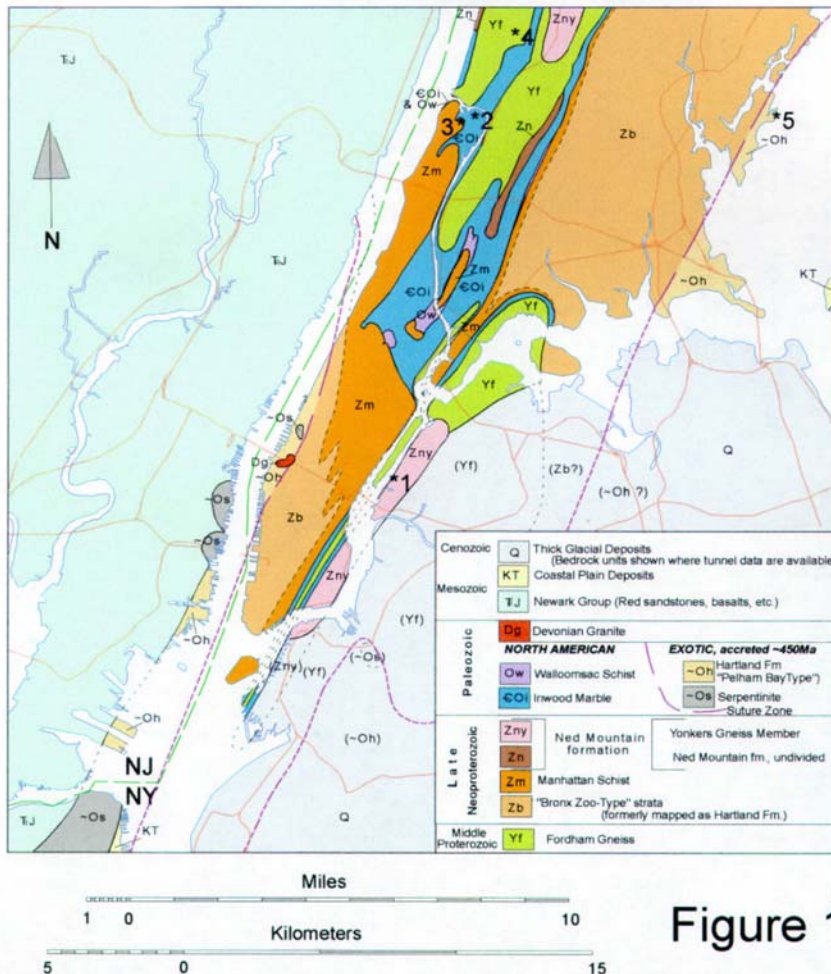 Zn
Yf
*4
Zny
ꞒOi
& Ow
3* *2
ꞒOi
Yf
Zn
*5
~Oh
TrJ
N
Zm
Zb
TrJ
Zm
ꞒOi
ꞒOi
Ow
KT
~Oh
Yf
Zm
~Os
Zm
Yf
Dg
~Oh
Zny
(Yf)
(Zb?)
Q
*1
(~Oh ?)
~Os
Zb
Zny
(Yf)
~Oh
(Zny)
(Yf)
(~Os)
~Oh
(~Oh)
NJ
NY
TrJ
~Os
KT
Q
Cenozoic
Q Thick Glacial Deposits
(Bedrock units shown where tunnel data are available
Mesozoic
KT Coastal Plain Deposits
TrJ Newark Group (Red sandstones, basalts, etc.)
Paleozoic
Dg Devonian Granite
NORTH AMERICAN
Ow Walloomsac Schist
ꞒOi Inwood Marble
EXOTIC, accreted ~450Ma
~Oh Hartland Fm
"Pelham BayType")
~Os Serpentinite
Suture Zone
Late
Neoproterozoic
Zny
Ned Mountain
formation
Yonkers Gneiss Member
Zn
Ned Mountain fm., undivided
Zm Manhattan Schist
Zb "Bronx Zoo-Type" strata
(formerly mapped as Hartland Fm.)
Middle
Proterozoic
Yf Fordham Gneiss
Miles
1 0 10
Kilometers
5 0 15
Figure 1